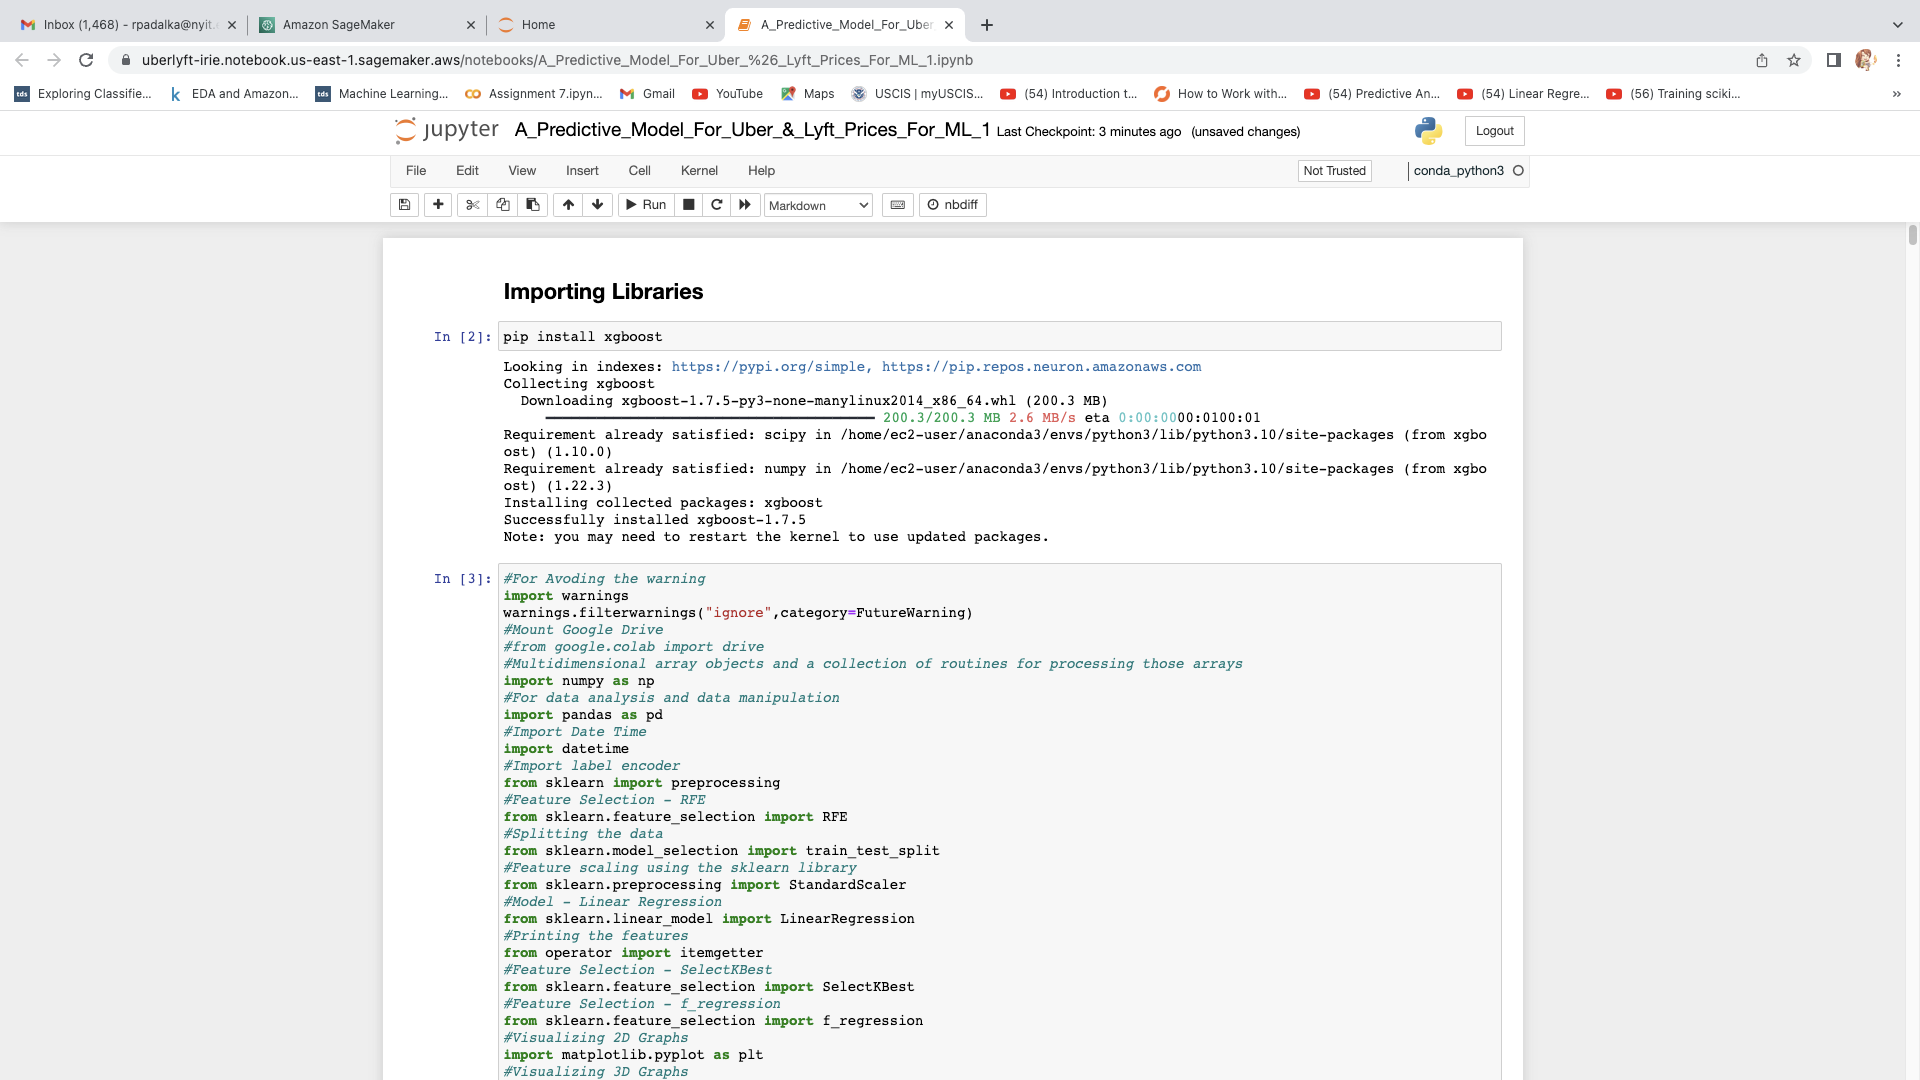 Inbox (1,468) - rpadalka@nyit.
Amazon SageMaker
Home
A_Predictive_Model_For_Uber
uberlyft-irie.notebook.us-east-1.sagemaker.aws/notebooks/A_Predictive_Model_For_Uber_%26_Lyft_Prices_For_ML_1.ipynb
Exploring Classifie...
EDA and Amazon...
Machine Learning...
Assignment 7.ipyn...
Gmail
YouTube
Maps
USCIS | myUSCIS...
(54) Introduction t...
How to Work with...
(54) Predictive An...
(54) Linear Regre...
(56) Training sciki...
»
jupyter A_Predictive_Model_For_Uber_&_Lyft_Prices_For_ML_1 Last Checkpoint: 3 minutes ago (unsaved changes)
Logout
File Edit View Insert Cell Kernel Help
Not Trusted
conda_python3
Run
Markdown
nbdiff
Importing Libraries
In [2]: pip install xgboost
Looking in indexes: https://pypi.org/simple, https://pip.repos.neuron.amazonaws.com
Collecting xgboost
Downloading xgboost-1.7.5-py3-none-manylinux2014_x86_64.whl (200.3 MB)
200.3/200.3 MB 2.6 MB/s eta 0:00:0000:0100:01
Requirement already satisfied: scipy in /home/ec2-user/anaconda3/envs/python3/lib/python3.10/site-packages (from xgbo
ost) (1.10.0)
Requirement already satisfied: numpy in /home/ec2-user/anaconda3/envs/python3/lib/python3.10/site-packages (from xgbo
ost) (1.22.3)
Installing collected packages: xgboost
Successfully installed xgboost-1.7.5
Note: you may need to restart the kernel to use updated packages.
In [3]: #For Avoding the warning
import warnings
warnings.filterwarnings("ignore",category=FutureWarning)
#Mount Google Drive
#from google.colab import drive
#Multidimensional array objects and a collection of routines for processing those arrays
import numpy as np
#For data analysis and data manipulation
import pandas as pd
#Import Date Time
import datetime
#Import label encoder
from sklearn import preprocessing
#Feature Selection - RFE
from sklearn.feature_selection import RFE
#Splitting the data
from sklearn.model_selection import train_test_split
#Feature scaling using the sklearn library
from sklearn.preprocessing import StandardScaler
#Model - Linear Regression
from sklearn.linear_model import LinearRegression
#Printing the features
from operator import itemgetter
#Feature Selection - SelectKBest
from sklearn.feature_selection import SelectKBest
#Feature Selection - f_regression
from sklearn.feature_selection import f_regression
#Visualizing 2D Graphs
import matplotlib.pyplot as plt
#Visualizing 3D Graphs